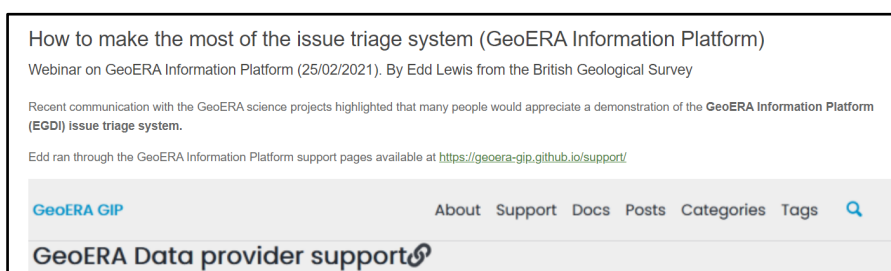 How to make the most of the issue triage system (GeoERA Information Platform)
Webinar on GeoERA Information Platform (25/02/2021). By Edd Lewis from the British Geological Survey
Recent communication with the GeoERA science projects highlighted that many people would appreciate a demonstration of the GeoERA Information Platform
(EGDI) issue triage system.
Edd ran through the GeoERA Information Platform support pages available at https://geoera-gip.github.io/support/
GeoERA GIP About Support Docs Posts Categories Tags
GeoERA Data provider support